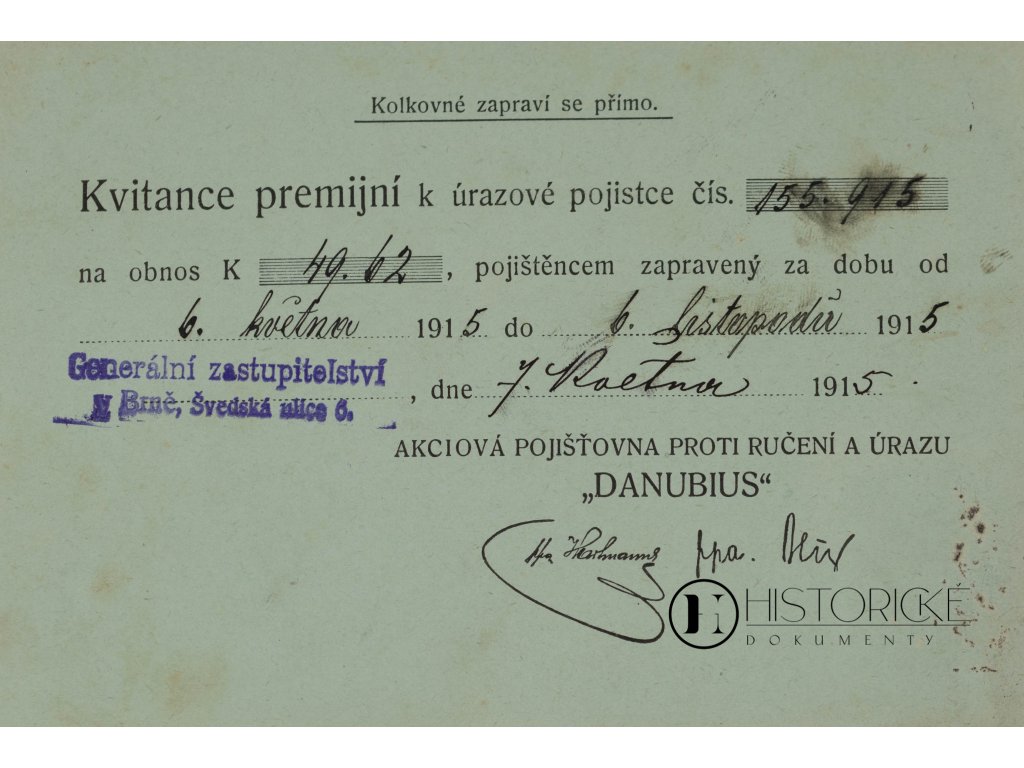 Kolkovné zapraví se přímo.
Kvitance premijní k úrazové pojistce čís. 155.915
na obnos K 49.62, pojištěncem zapravený za dobu od
6. května 1915 do 6. listopadu 1915
Generální zastupitelství
V Brně, Švedská ulice 6.
, dne 7. Května 1915.
AKCIOVÁ POJIŠŤOVNA PROTI RUČENÍ A ÚRAZU
„DANUBIUS“
ppa.
HISTORICKÉ
DOKUMENTY